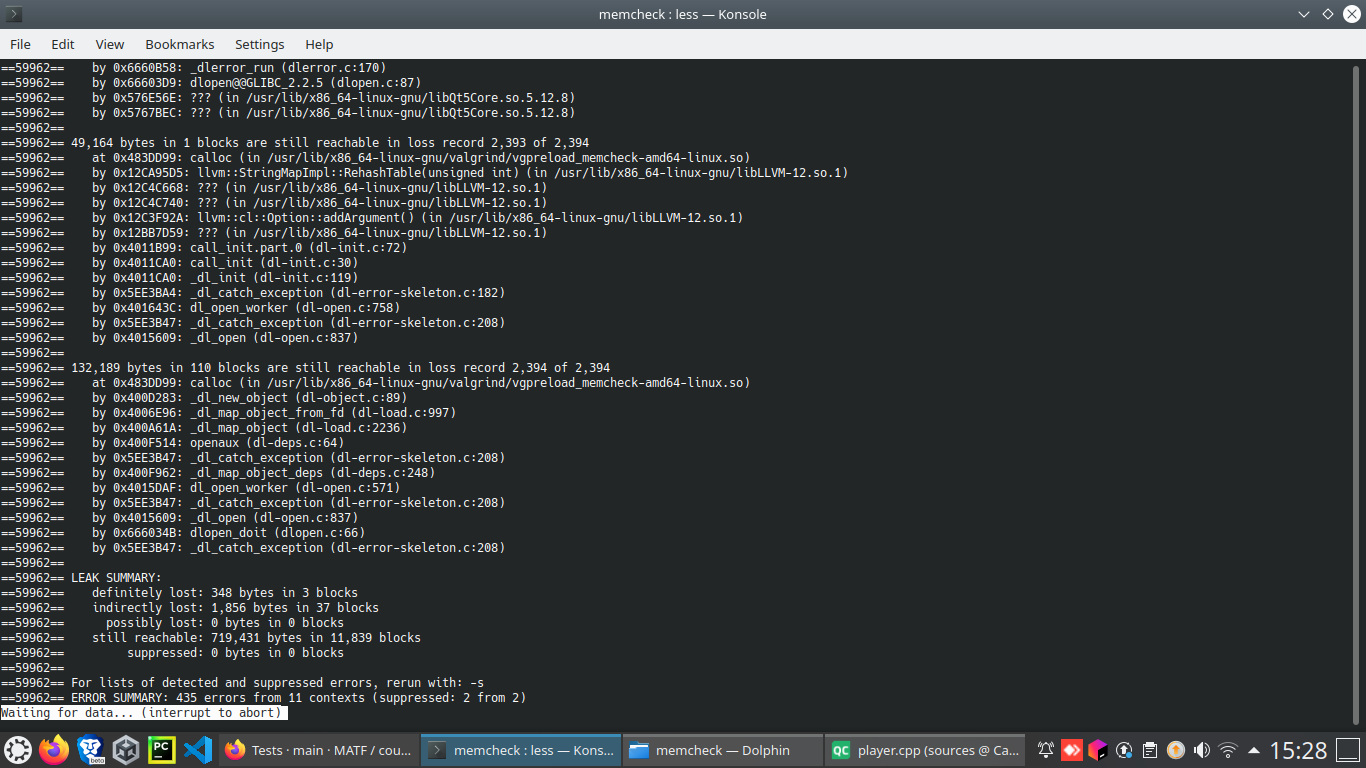 memcheck : less — Konsole
File Edit View Bookmarks Settings Help
==59962==    by 0x6660B58: _dlerror_run (dlerror.c:170)
==59962==    by 0x66603D9: dlopen@@GLIBC_2.2.5 (dlopen.c:87)
==59962==    by 0x576E56E: ??? (in /usr/lib/x86_64-linux-gnu/libQt5Core.so.5.12.8)
==59962==    by 0x5767BEC: ??? (in /usr/lib/x86_64-linux-gnu/libQt5Core.so.5.12.8)
==59962==
==59962== 49,164 bytes in 1 blocks are still reachable in loss record 2,393 of 2,394
==59962==    at 0x483DD99: calloc (in /usr/lib/x86_64-linux-gnu/valgrind/vgpreload_memcheck-amd64-linux.so)
==59962==    by 0x12CA95D5: llvm::StringMapImpl::RehashTable(unsigned int) (in /usr/lib/x86_64-linux-gnu/libLLVM-12.so.1)
==59962==    by 0x12C4C668: ??? (in /usr/lib/x86_64-linux-gnu/libLLVM-12.so.1)
==59962==    by 0x12C4C740: ??? (in /usr/lib/x86_64-linux-gnu/libLLVM-12.so.1)
==59962==    by 0x12C3F92A: llvm::cl::Option::addArgument() (in /usr/lib/x86_64-linux-gnu/libLLVM-12.so.1)
==59962==    by 0x12BB7D59: ??? (in /usr/lib/x86_64-linux-gnu/libLLVM-12.so.1)
==59962==    by 0x4011B99: call_init.part.0 (dl-init.c:72)
==59962==    by 0x4011CA0: call_init (dl-init.c:30)
==59962==    by 0x4011CA0: _dl_init (dl-init.c:119)
==59962==    by 0x5EE3BA4: _dl_catch_exception (dl-error-skeleton.c:182)
==59962==    by 0x401643C: dl_open_worker (dl-open.c:758)
==59962==    by 0x5EE3B47: _dl_catch_exception (dl-error-skeleton.c:208)
==59962==    by 0x4015609: _dl_open (dl-open.c:837)
==59962==
==59962== 132,189 bytes in 110 blocks are still reachable in loss record 2,394 of 2,394
==59962==    at 0x483DD99: calloc (in /usr/lib/x86_64-linux-gnu/valgrind/vgpreload_memcheck-amd64-linux.so)
==59962==    by 0x400D283: _dl_new_object (dl-object.c:89)
==59962==    by 0x4006E96: _dl_map_object_from_fd (dl-load.c:997)
==59962==    by 0x400A61A: _dl_map_object (dl-load.c:2236)
==59962==    by 0x400F514: openaux (dl-deps.c:64)
==59962==    by 0x5EE3B47: _dl_catch_exception (dl-error-skeleton.c:208)
==59962==    by 0x400F962: _dl_map_object_deps (dl-deps.c:248)
==59962==    by 0x4015DAF: dl_open_worker (dl-open.c:571)
==59962==    by 0x5EE3B47: _dl_catch_exception (dl-error-skeleton.c:208)
==59962==    by 0x4015609: _dl_open (dl-open.c:837)
==59962==    by 0x666034B: dlopen_doit (dlopen.c:66)
==59962==    by 0x5EE3B47: _dl_catch_exception (dl-error-skeleton.c:208)
==59962==
==59962== LEAK SUMMARY:
==59962==    definitely lost: 348 bytes in 3 blocks
==59962==    indirectly lost: 1,856 bytes in 37 blocks
==59962==      possibly lost: 0 bytes in 0 blocks
==59962==    still reachable: 719,431 bytes in 11,839 blocks
==59962==         suppressed: 0 bytes in 0 blocks
==59962==
==59962== For lists of detected and suppressed errors, rerun with: -s
==59962== ERROR SUMMARY: 435 errors from 11 contexts (suppressed: 2 from 2)
Waiting for data... (interrupt to abort)
beta PC Tests · main · MATF / cou... memcheck : less — Kons... memcheck — Dolphin QC player.cpp (sources @ Ca... 15:28